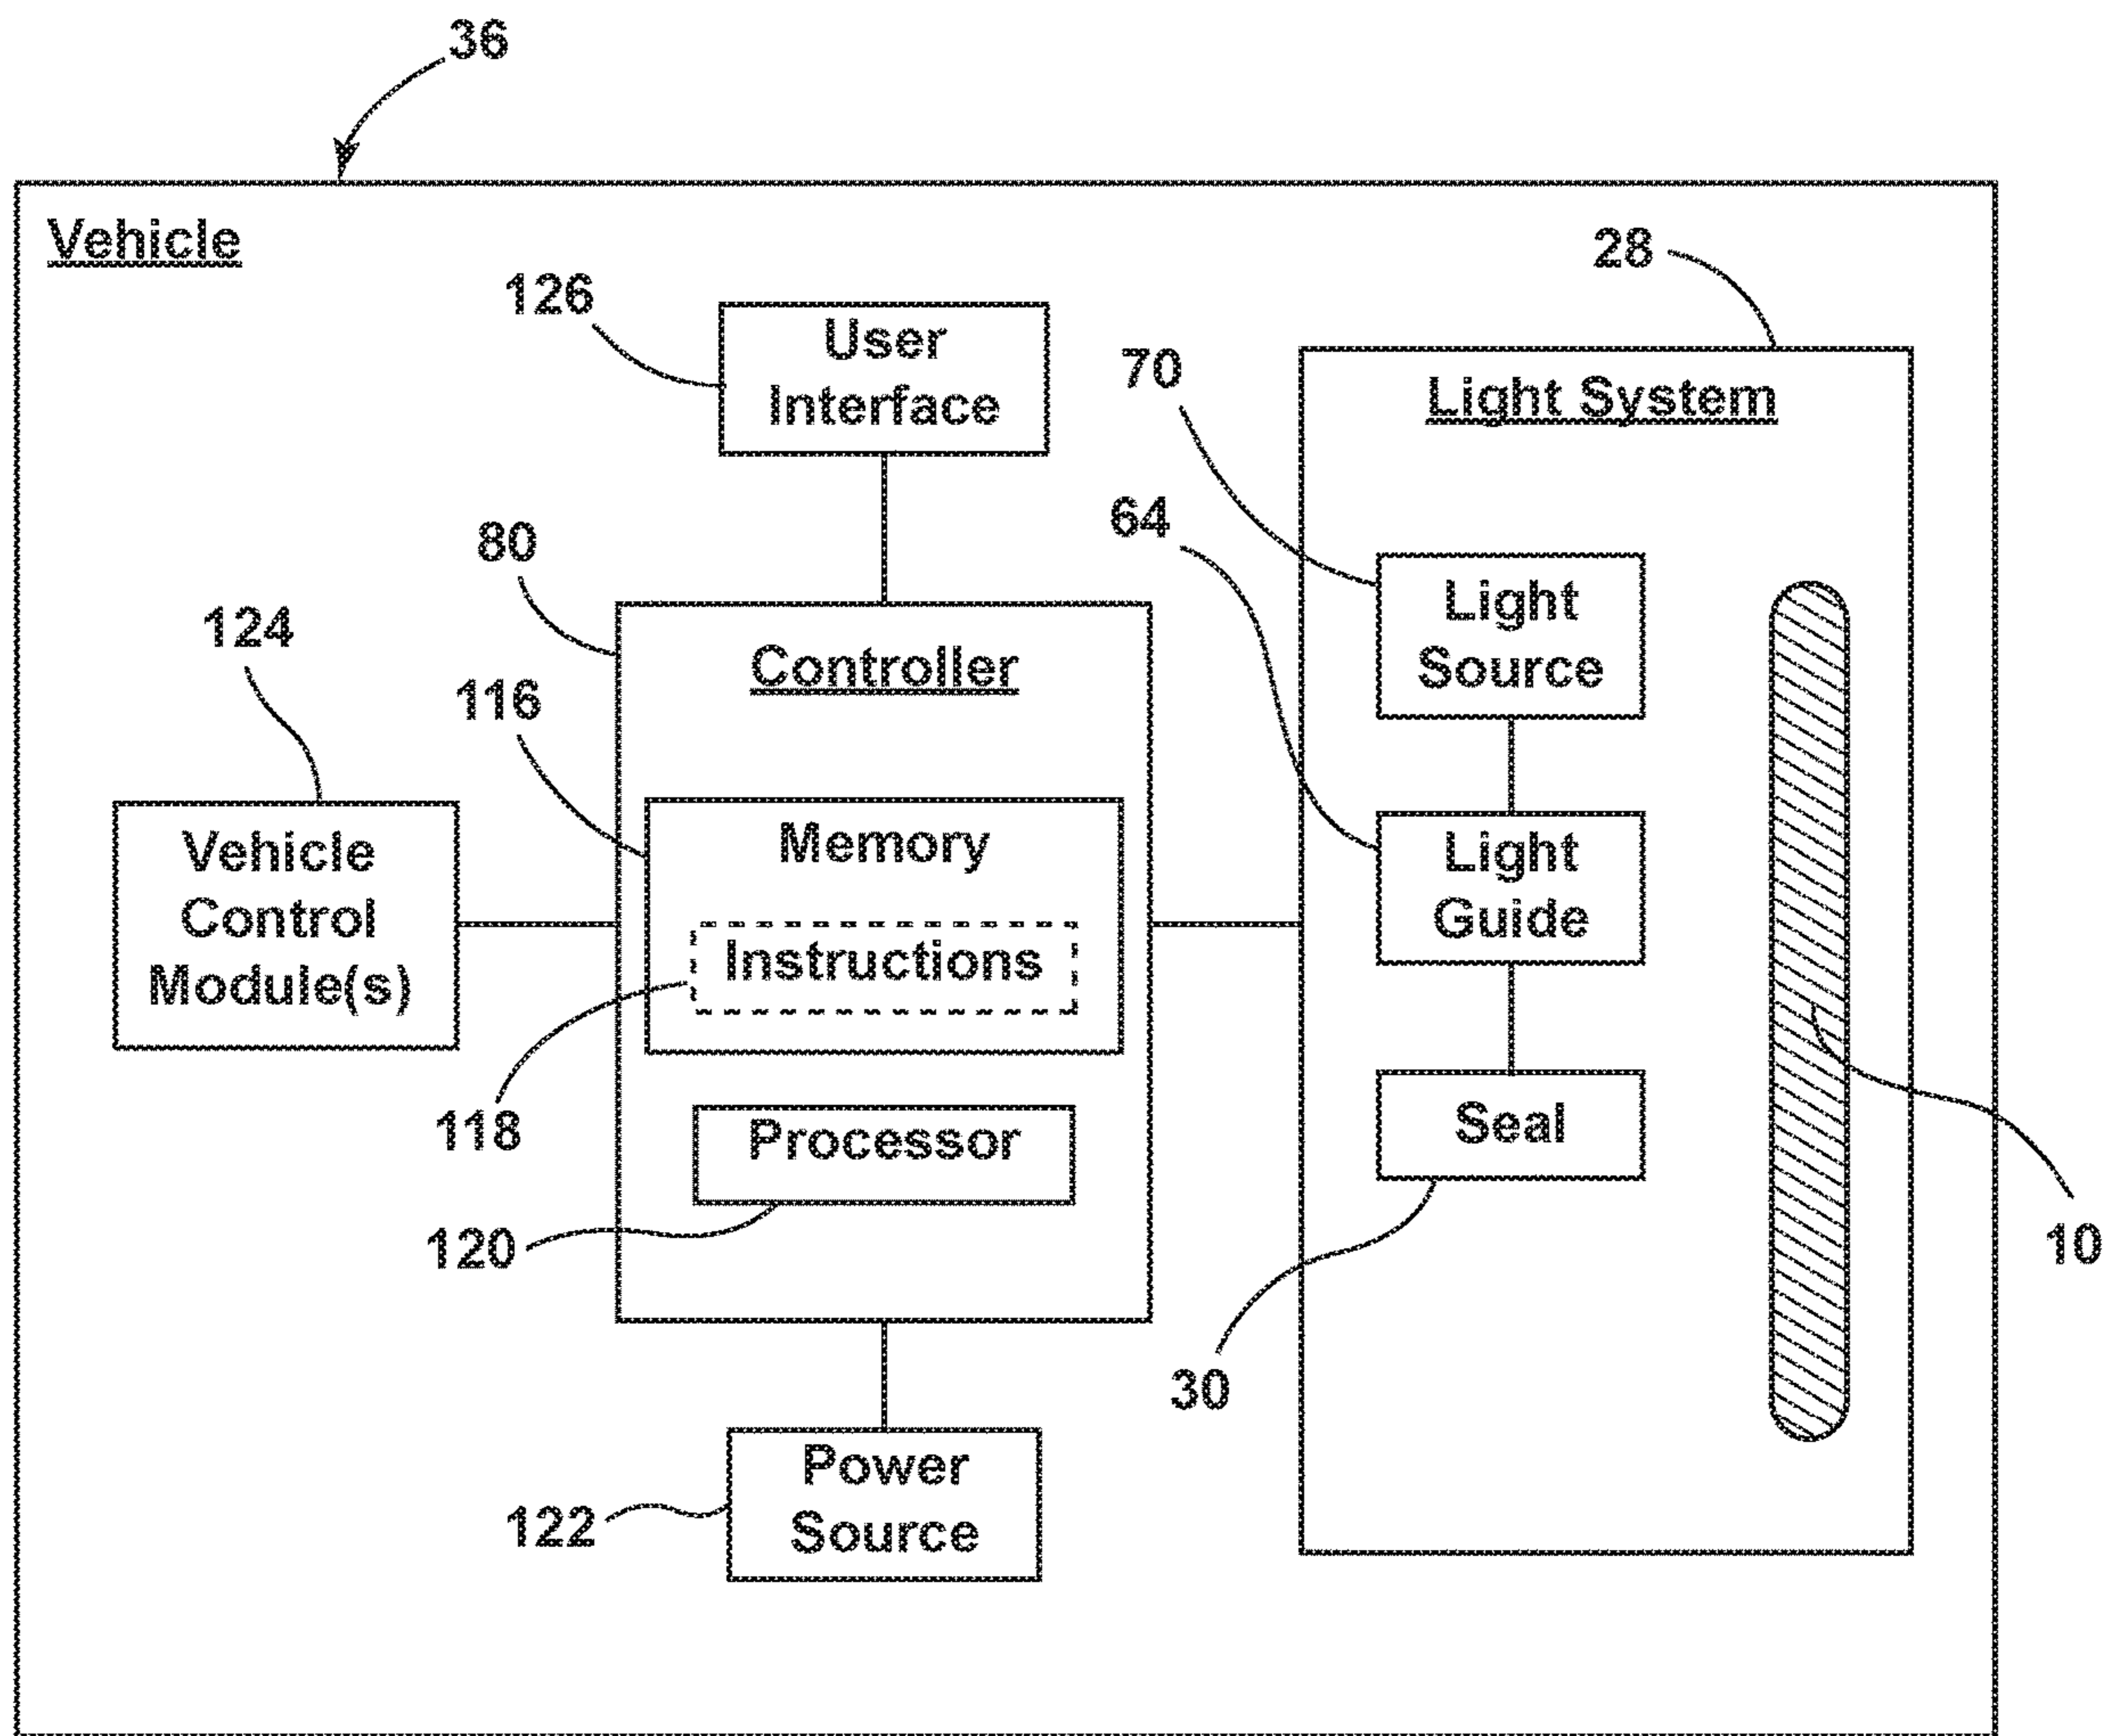 36
Vehicle
28
126
User
Interface
70
Light System
64
80
Light
Source
124
Controller
116
Memory
Light
Guide
Vehicle
Control
Module(s)
Instructions
118
Processor
Seal
120
10
30
Power
Source
122